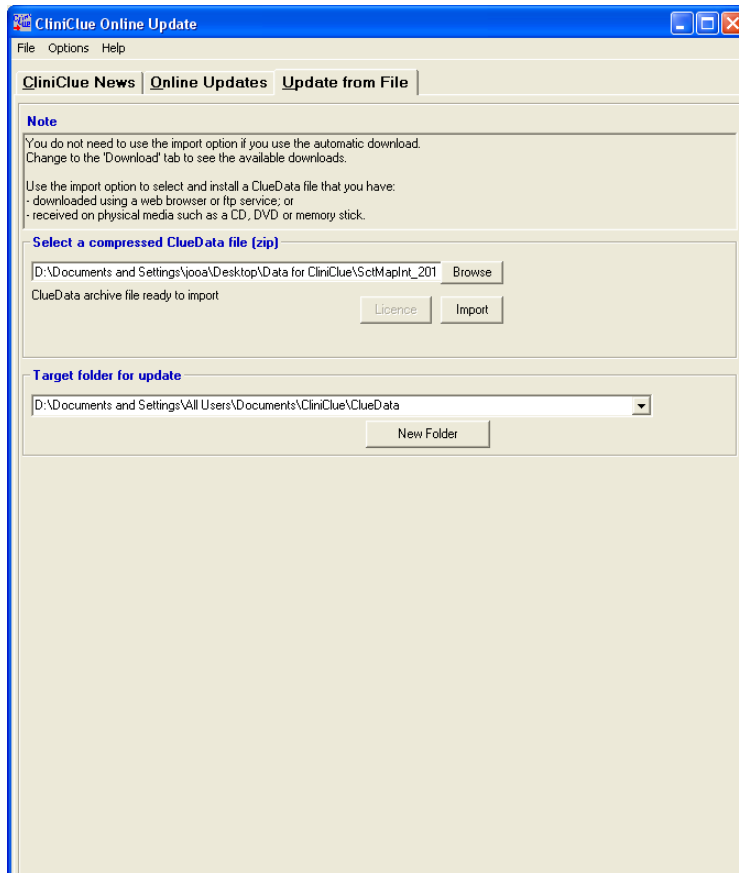 CliniClue Online Update
File Options Help
CliniClue News Online Updates Update from File
Note
You do not need to use the import option if you use the automatic download.
Change to the 'Download' tab to see the available downloads.
Use the import option to select and install a ClueData file that you have:
- downloaded using a web browser or ftp service; or
- received on physical media such as a CD, DVD or memory stick.
Select a compressed ClueData file (zip)
D:\Documents and Settings\jooa\Desktop\Data for CliniClue\SctMapInt_201 Browse
ClueData archive file ready to import
Licence Import
Target folder for update
D:\Documents and Settings\All Users\Documents\CliniClue\ClueData
New Folder